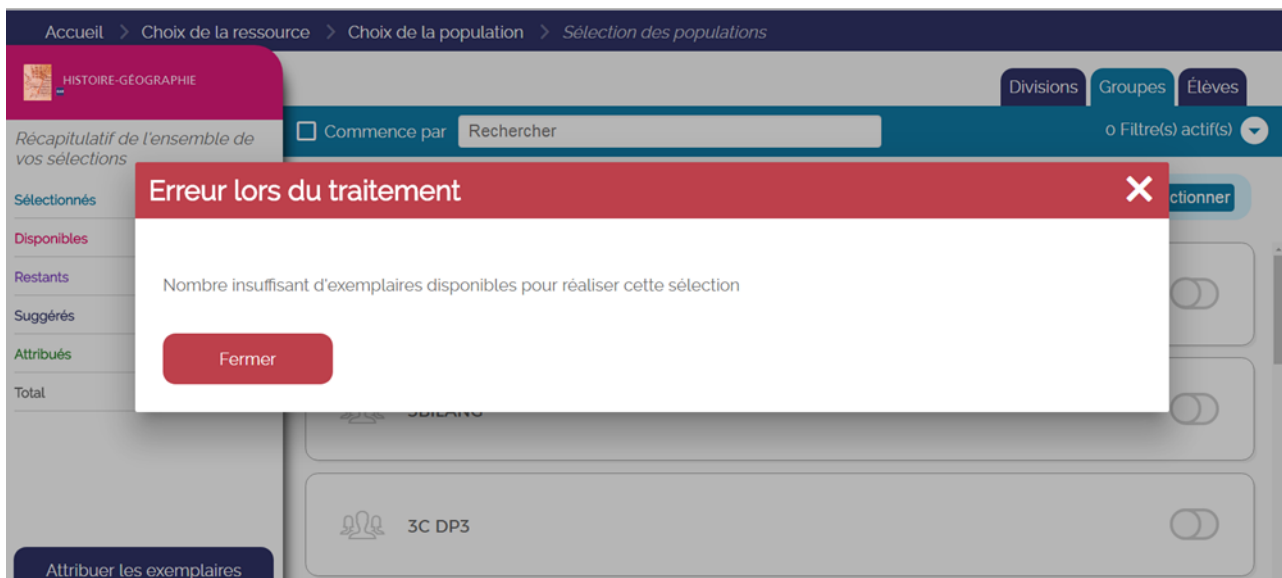 Accueil > Choix de la ressource > Choix de la population > Sélection des populations
HISTOIRE-GÉOGRAPHIE
Divisions Groupes Élèves
Récapitulatif de l'ensemble de
vos sélections
Commence par Rechercher 0 Filtre(s) actif(s)
Sélectionnés
Disponibles
Restants
Suggérés
Attribués
Total
Attribuer les exemplaires
ctionner
Erreur lors du traitement
Nombre insuffisant d'exemplaires disponibles pour réaliser cette sélection
Fermer
3BILANG
3C DP3